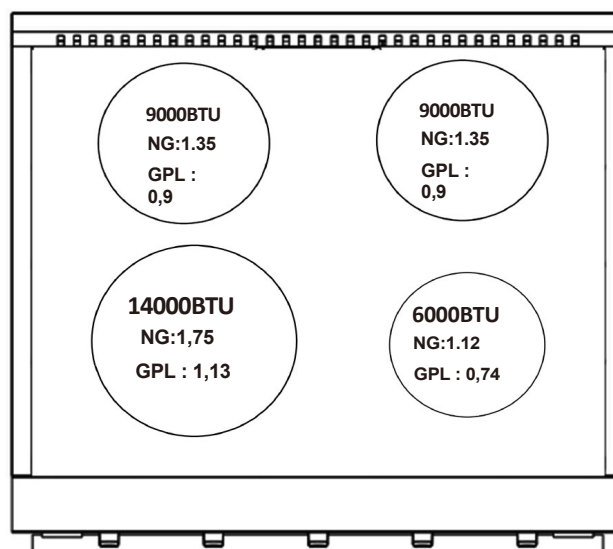 9000BTU
NG:1.35
GPL :
0,9
9000BTU
NG:1.35
GPL :
0,9
14000BTU
NG:1,75
GPL : 1,13
6000BTU
NG:1.12
GPL : 0,74